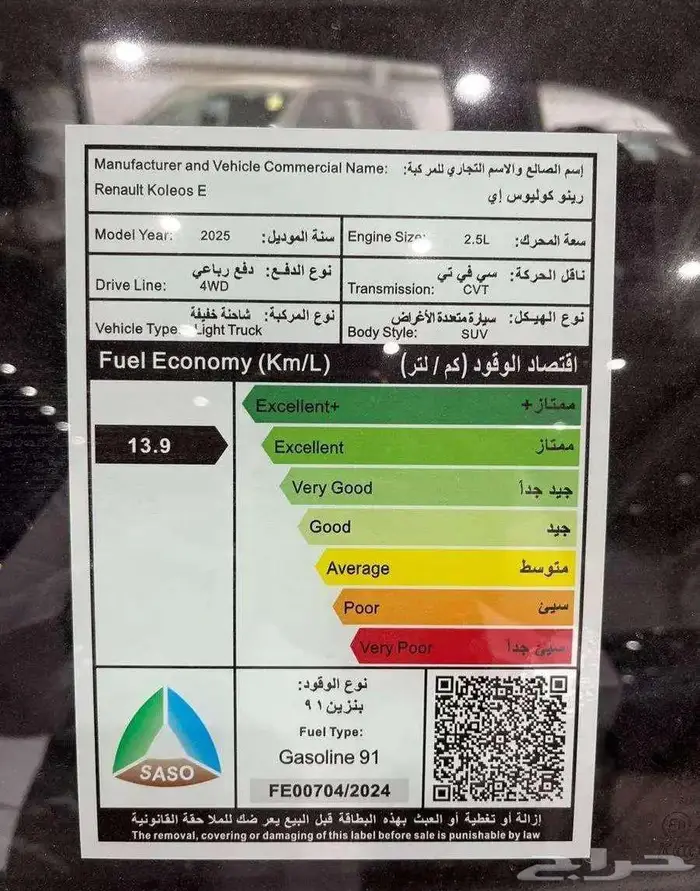 Manufacturer and Vehicle Commercial Name: إسم الصانع والاسم التجاري للمركبة:
Renault Koleos E رينو كوليوس إي
Model Year: 2025 سنة الموديل:
Engine Size: 2.5L سعة المحرك:
نوع الدفع: دفع رباعي
Drive Line: 4WD
ناقل الحركة: سي في تي
Transmission: CVT
نوع المركبة: شاحنة خفيفة
Vehicle Type: Light Truck
نوع الهيكل: سيارة متعددة الأغراض
Body Style: SUV
Fuel Economy (Km/L) اقتصاد الوقود (كم / لتر)
13.9
Excellent+ ممتاز+
Excellent ممتاز
Very Good جيد جداً
Good جيد
Average متوسط
Poor سيئ
Very Poor سيئ جداً
SASO
نوع الوقود:
بنزين ٩١
Fuel Type:
Gasoline 91
FE00704/2024
إزالة أو تغطية أو العبث بهذه البطاقة قبل البيع يعر ضك للملا حقة القانونية
The removal, covering or damaging of this label before sale is punishable by law
حراج